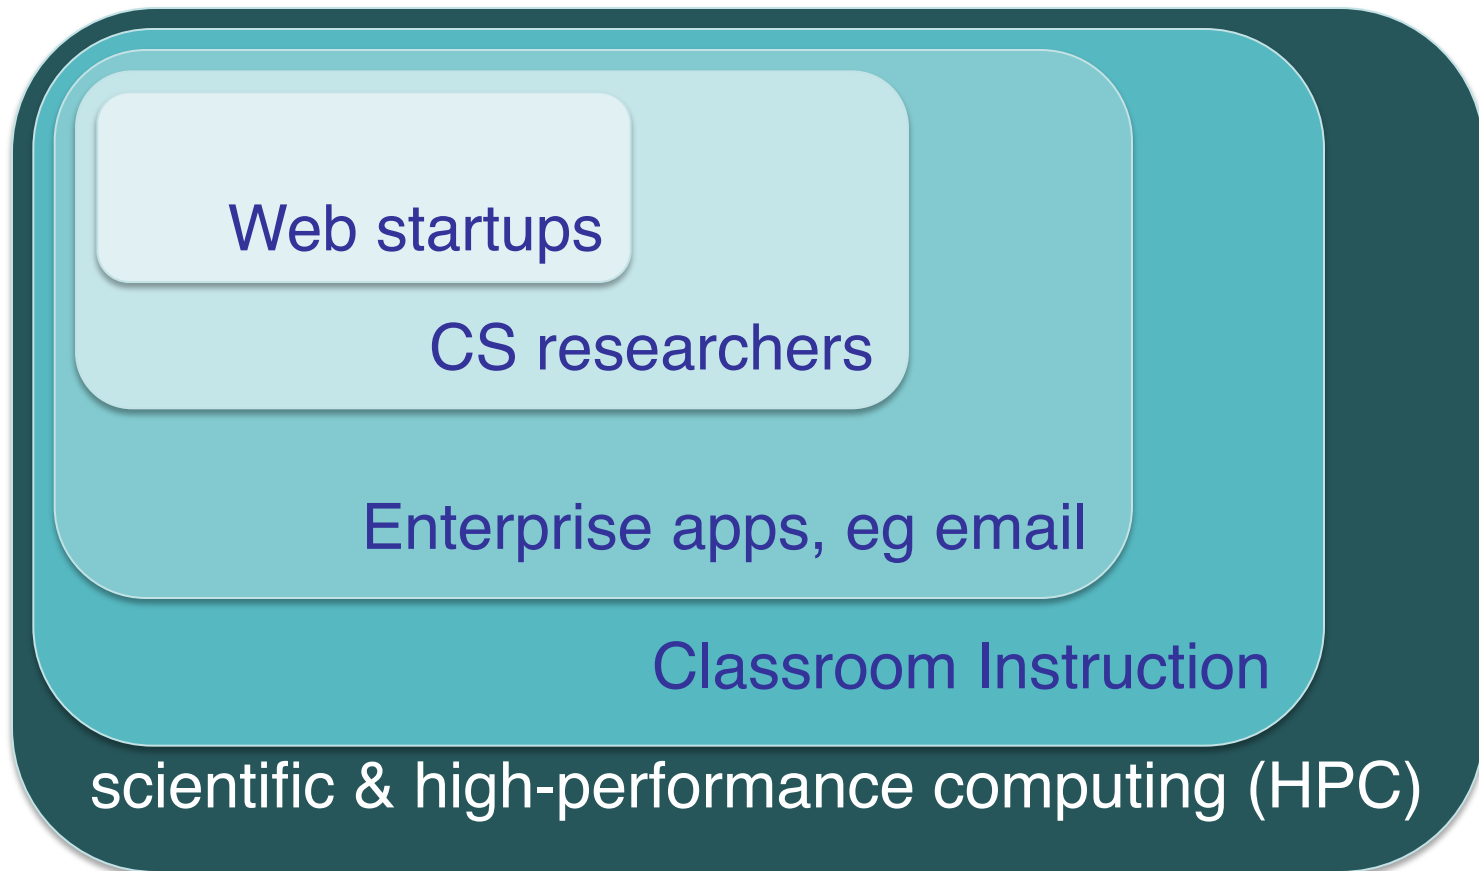 Web startups
CS researchers
Enterprise apps, eg email
Classroom Instruction
scientific & high-performance computing (HPC)